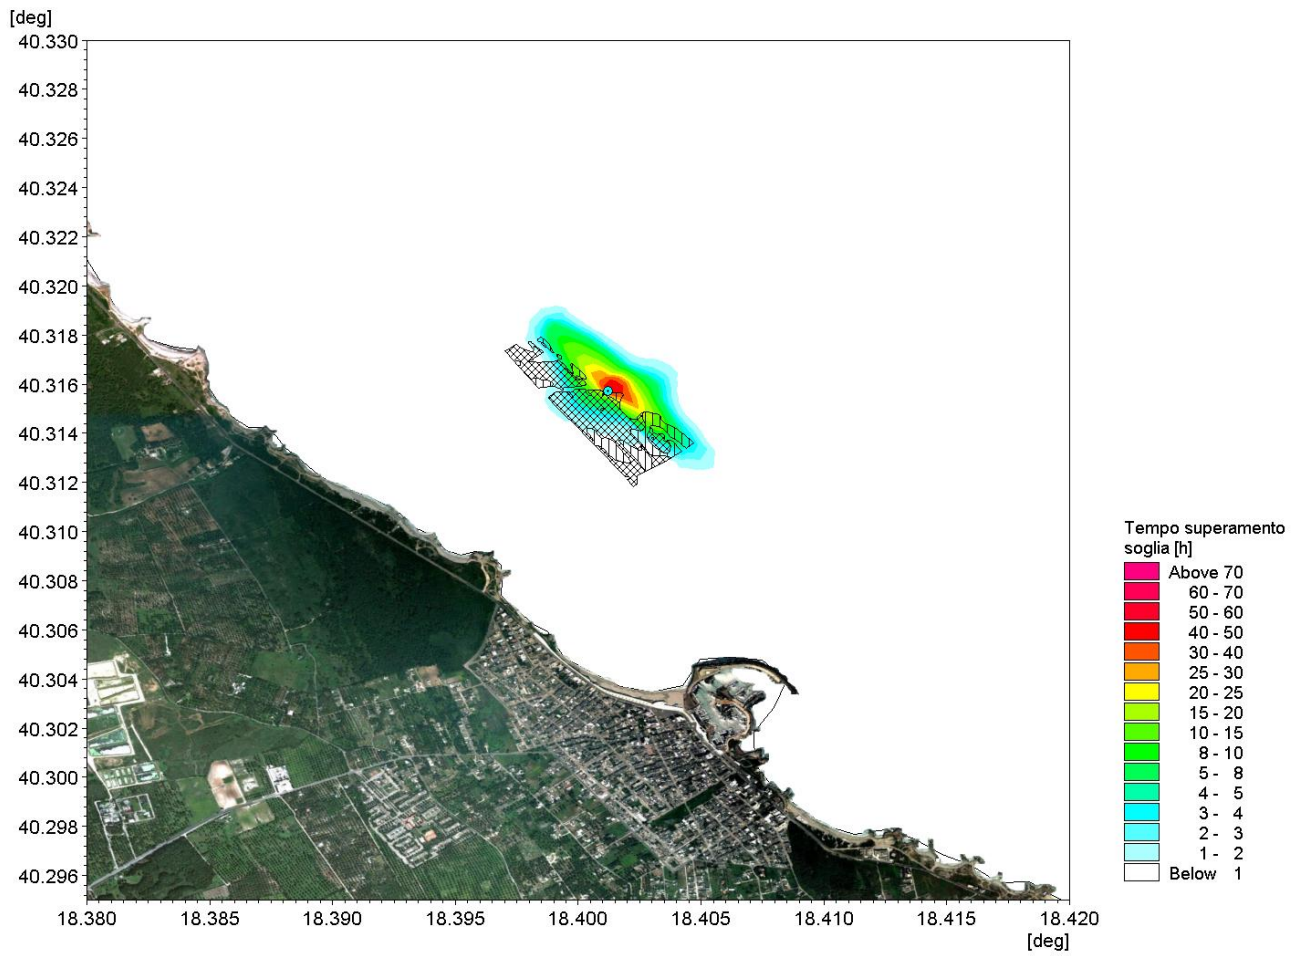 [deg]
40.330
40.328
40.326
40.324
40.322
40.320
40.318
40.316
40.314
40.312
40.310
40.308
40.306
40.304
40.302
40.300
40.298
40.296
18.380 18.385 18.390 18.395 18.400 18.405 18.410 18.415 18.420
[deg]
Tempo superamento
soglia [h]
Above 70
60 - 70
50 - 60
40 - 50
30 - 40
25 - 30
20 - 25
15 - 20
10 - 15
8 - 10
5 - 8
4 - 5
3 - 4
2 - 3
1 - 2
Below 1